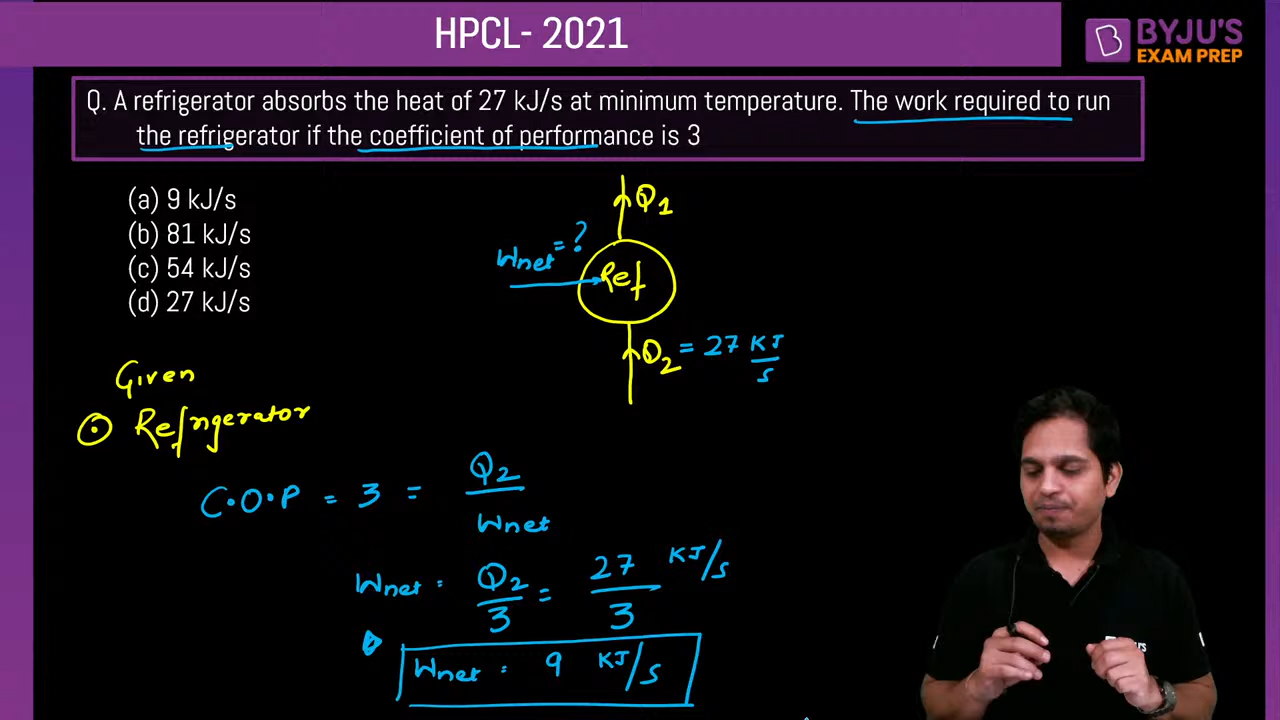 HPCL- 2021
BYJU'S
EXAM PREP
Q. A refrigerator absorbs the heat of 27 kJ/s at minimum temperature. The work required to run
the refrigerator if the coefficient of performance is 3
(a) 9 kJ/s
(b) 81 kJ/s
(c) 54 kJ/s
(d) 27 kJ/s
Q1
Wnet = ?
Ref
Q2 = 27 KJ/s
Given
Refrigerator
C.O.P = 3 = Q2/Wnet
Wnet = Q2/3 = 27/3 KJ/s
Wnet = 9 KJ/s